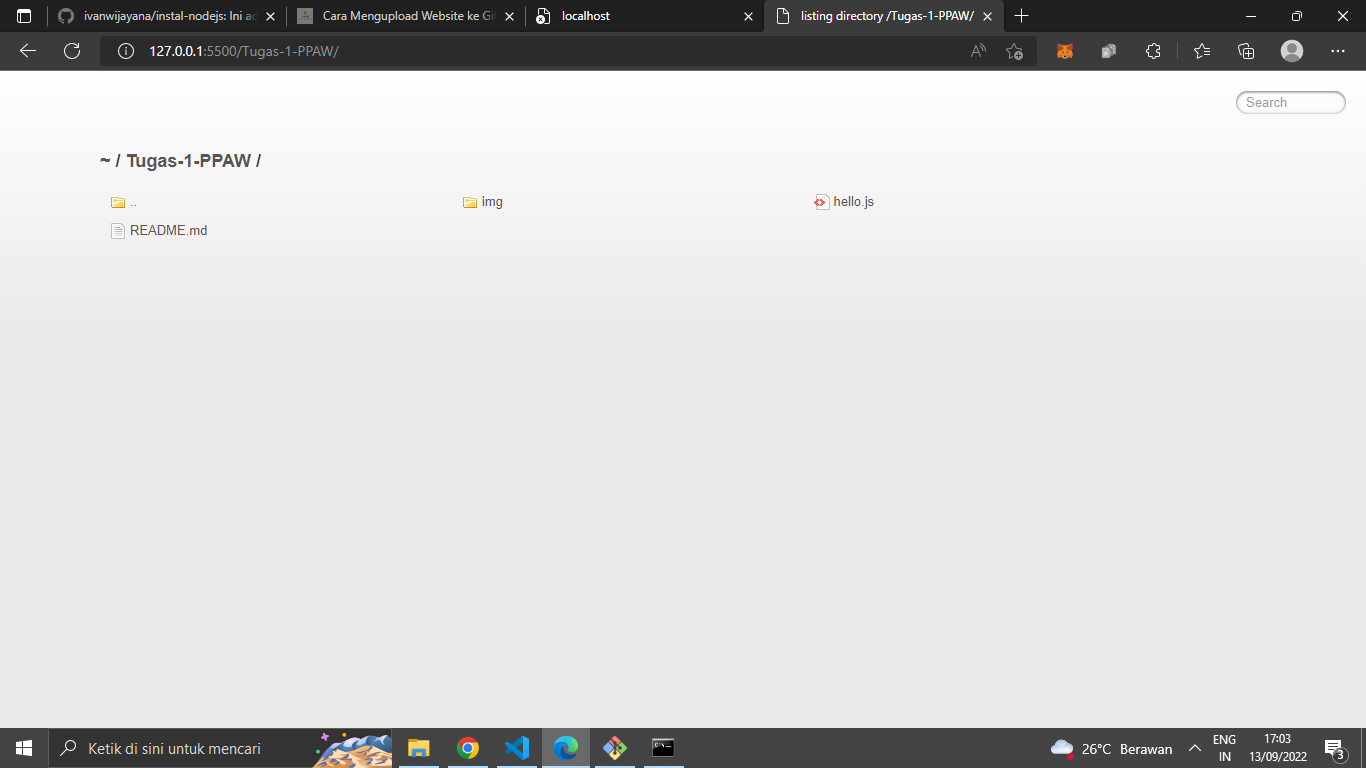 ivanwijayana/instal-nodejs: Ini ac
Cara Mengupload Website ke Gi
localhost
listing directory /Tugas-1-PPAW/
127.0.0.1:5500/Tugas-1-PPAW/
Search
~ / Tugas-1-PPAW /
..
img
hello.js
README.md
Ketik di sini untuk mencari
26°C Berawan
ENG
IN
17:03
13/09/2022
3